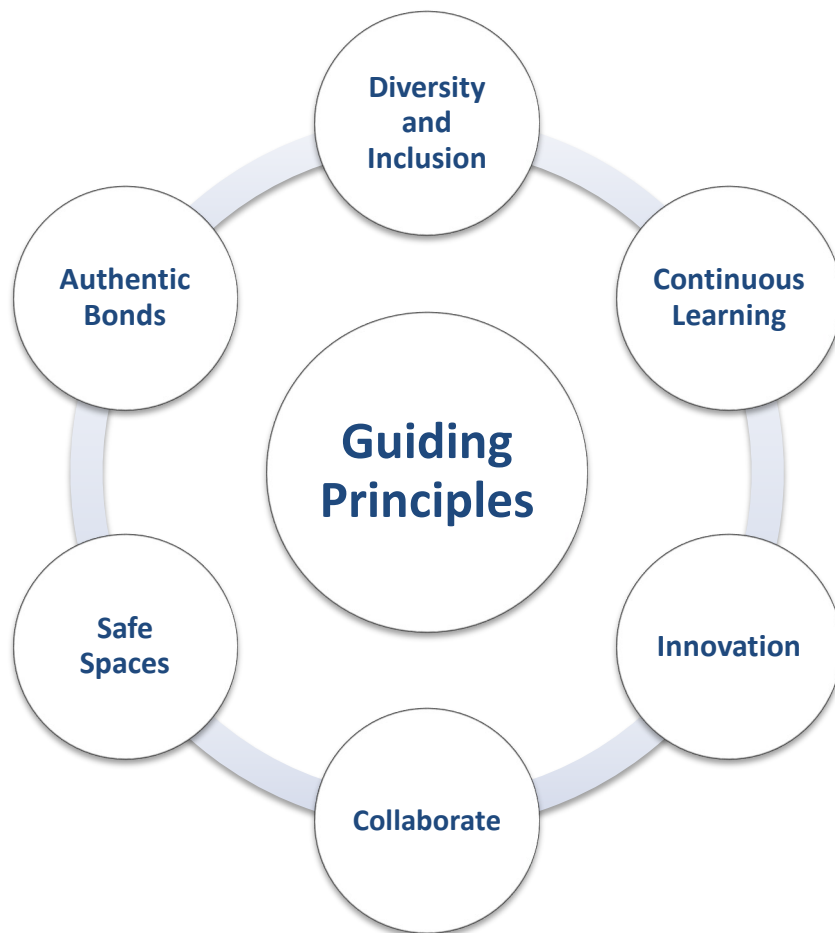 Diversity
and
Inclusion
Authentic
Bonds
Continuous
Learning
Guiding
Principles
Safe
Spaces
Innovation
Collaborate